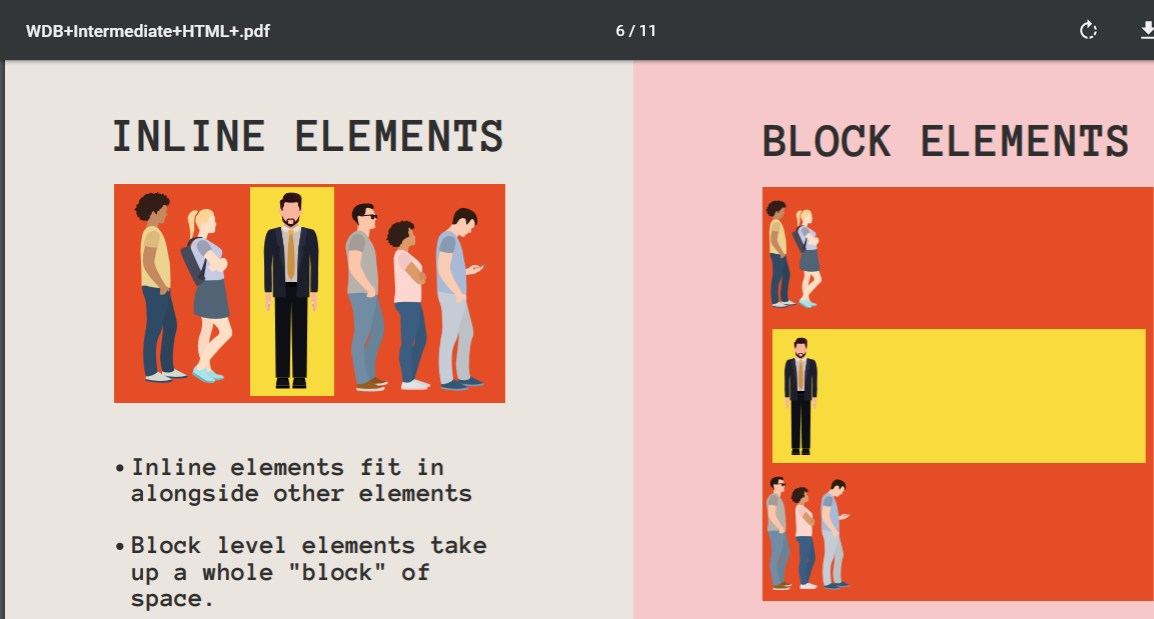 WDB+Intermediate+HTML+.pdf
6 / 11
INLINE ELEMENTS
• Inline elements fit in
alongside other elements
• Block level elements take
up a whole "block" of
space.
BLOCK ELEMENTS